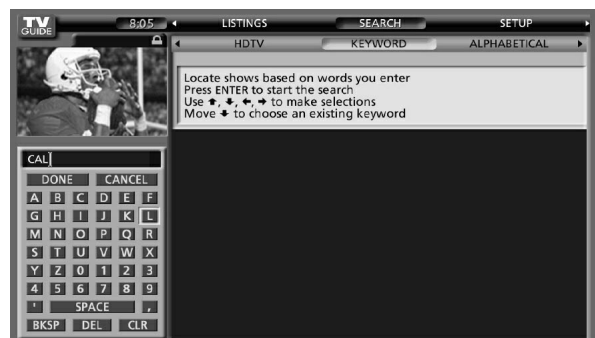 TV GUIDE 8:05 LISTINGS SEARCH SETUP
HDTV KEYWORD ALPHABETICAL
Locate shows based on words you enter
Press ENTER to start the search
Use ↑, ↓, ←, → to make selections
Move ↓ to choose an existing keyword
CAL
DONE CANCEL
A B C D E F
G H I J K L
M N O P Q R
S T U V W X
Y Z 0 1 2 3
4 5 6 7 8 9
' SPACE ,
BKSP DEL CLR